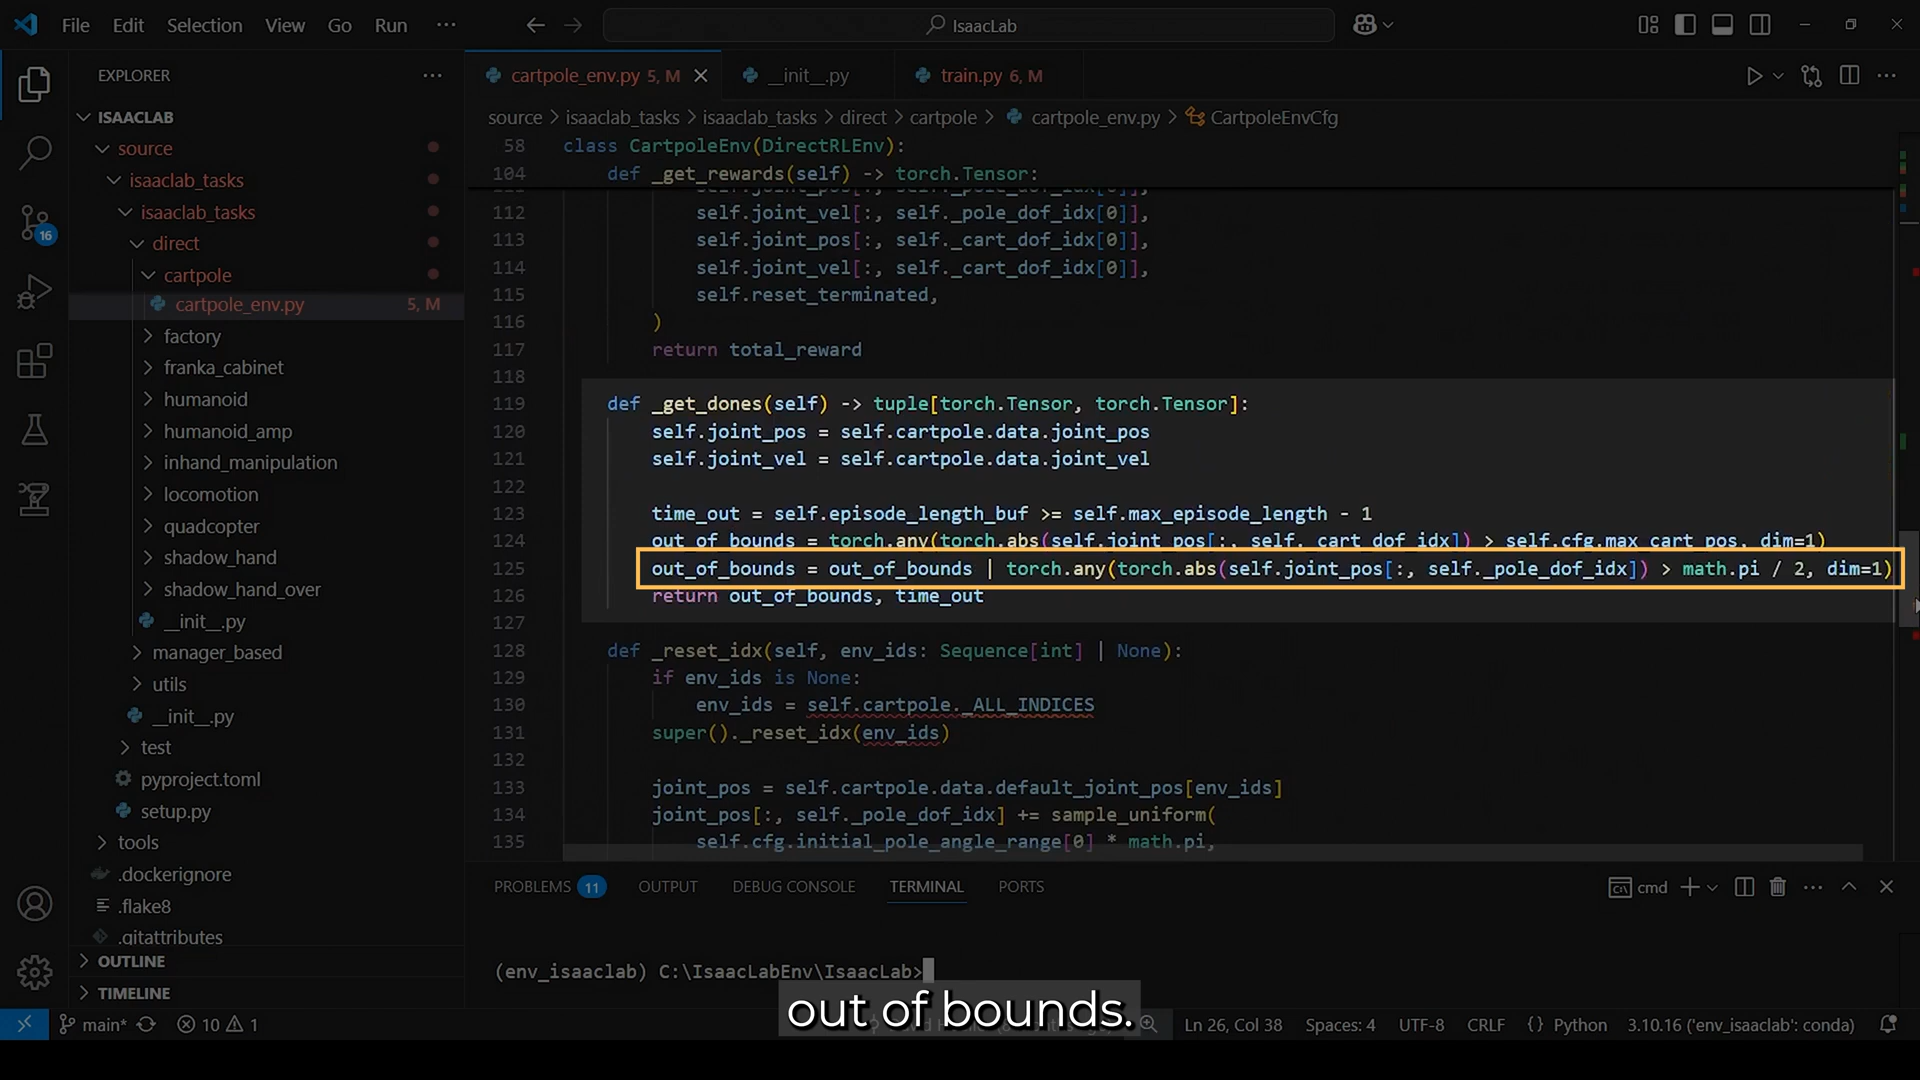 File Edit Selection View Go Run ··· IsaacLab
EXPLORER
ISAACLAB
source
isaaclab_tasks
isaaclab_tasks
direct
cartpole
cartpole_env.py 5, M
factory
franka_cabinet
humanoid
humanoid_amp
inhand_manipulation
locomotion
quadcopter
shadow_hand
shadow_hand_over
__init__.py
manager_based
utils
__init__.py
test
pyproject.toml
setup.py
tools
.dockerignore
.flake8
.gitattributes
OUTLINE
TIMELINE
16
cartpole_env.py 5, M
__init__.py
train.py 6, M
source > isaaclab_tasks > isaaclab_tasks > direct > cartpole > cartpole_env.py > CartpoleEnvCfg
58 class CartpoleEnv(DirectRLEnv):
104 def _get_rewards(self) -> torch.Tensor:
112 self.joint_vel[:, self._pole_dof_idx[0]],
113 self.joint_pos[:, self._cart_dof_idx[0]],
114 self.joint_vel[:, self._cart_dof_idx[0]],
115 self.reset_terminated,
116 )
117 return total_reward
118
119 def _get_dones(self) -> tuple[torch.Tensor, torch.Tensor]:
120 self.joint_pos = self.cartpole.data.joint_pos
121 self.joint_vel = self.cartpole.data.joint_vel
122
123 time_out = self.episode_length_buf >= self.max_episode_length - 1
124 out_of_bounds = torch.any(torch.abs(self.joint_pos[:, self._cart_dof_idx]) > self.cfg.max_cart_pos, dim=1)
125 out_of_bounds = out_of_bounds | torch.any(torch.abs(self.joint_pos[:, self._pole_dof_idx]) > math.pi / 2, dim=1)
126 return out_of_bounds, time_out
127
128 def _reset_idx(self, env_ids: Sequence[int] | None):
129 if env_ids is None:
130 env_ids = self.cartpole._ALL_INDICES
131 super()._reset_idx(env_ids)
132
133 joint_pos = self.cartpole.data.default_joint_pos[env_ids]
134 joint_pos[:, self._pole_dof_idx] += sample_uniform(
135 self.cfg.initial_pole_angle_range[0] * math.pi,
PROBLEMS 11 OUTPUT DEBUG CONSOLE TERMINAL PORTS cmd
(env_isaaclab) C:\IsaacLabEnv\IsaacLab>
out of bounds.
main* 10 1 Ln 26, Col 38 Spaces: 4 UTF-8 CRLF {} Python 3.10.16 ('env_isaaclab': conda)